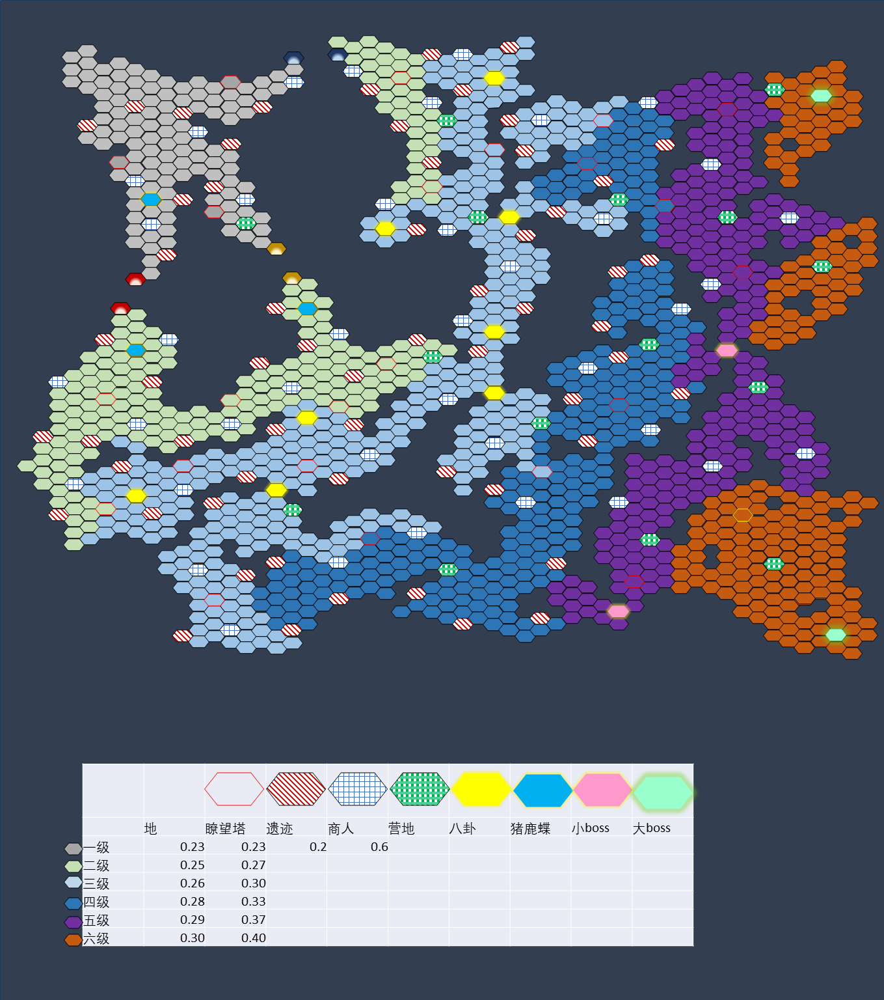 地 瞭望塔 遗迹 商人 营地 八卦 猪鹿蝶 小boss 大boss
一级 0.23 0.23 0.2 0.6
二级 0.25 0.27
三级 0.26 0.30
四级 0.28 0.33
五级 0.29 0.37
六级 0.30 0.40